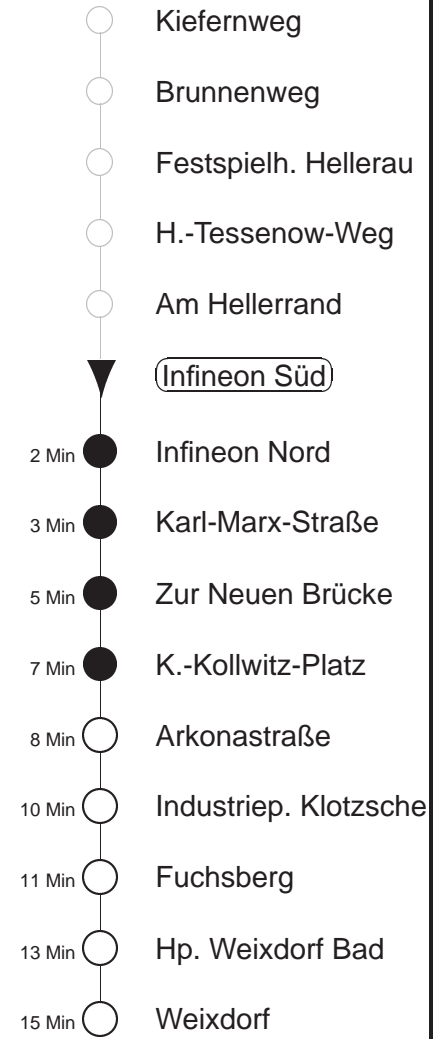 Kiefernweg
Brunnenweg
Festspielh. Hellerau
H.-Tessenow-Weg
Am Hellerrand
Infineon Süd
2 Min Infineon Nord
3 Min Karl-Marx-Straße
5 Min Zur Neuen Brücke
7 Min K.-Kollwitz-Platz
8 Min Arkonastraße
10 Min Industriep. Klotzsche
11 Min Fuchsberg
13 Min Hp. Weixdorf Bad
15 Min Weixdorf